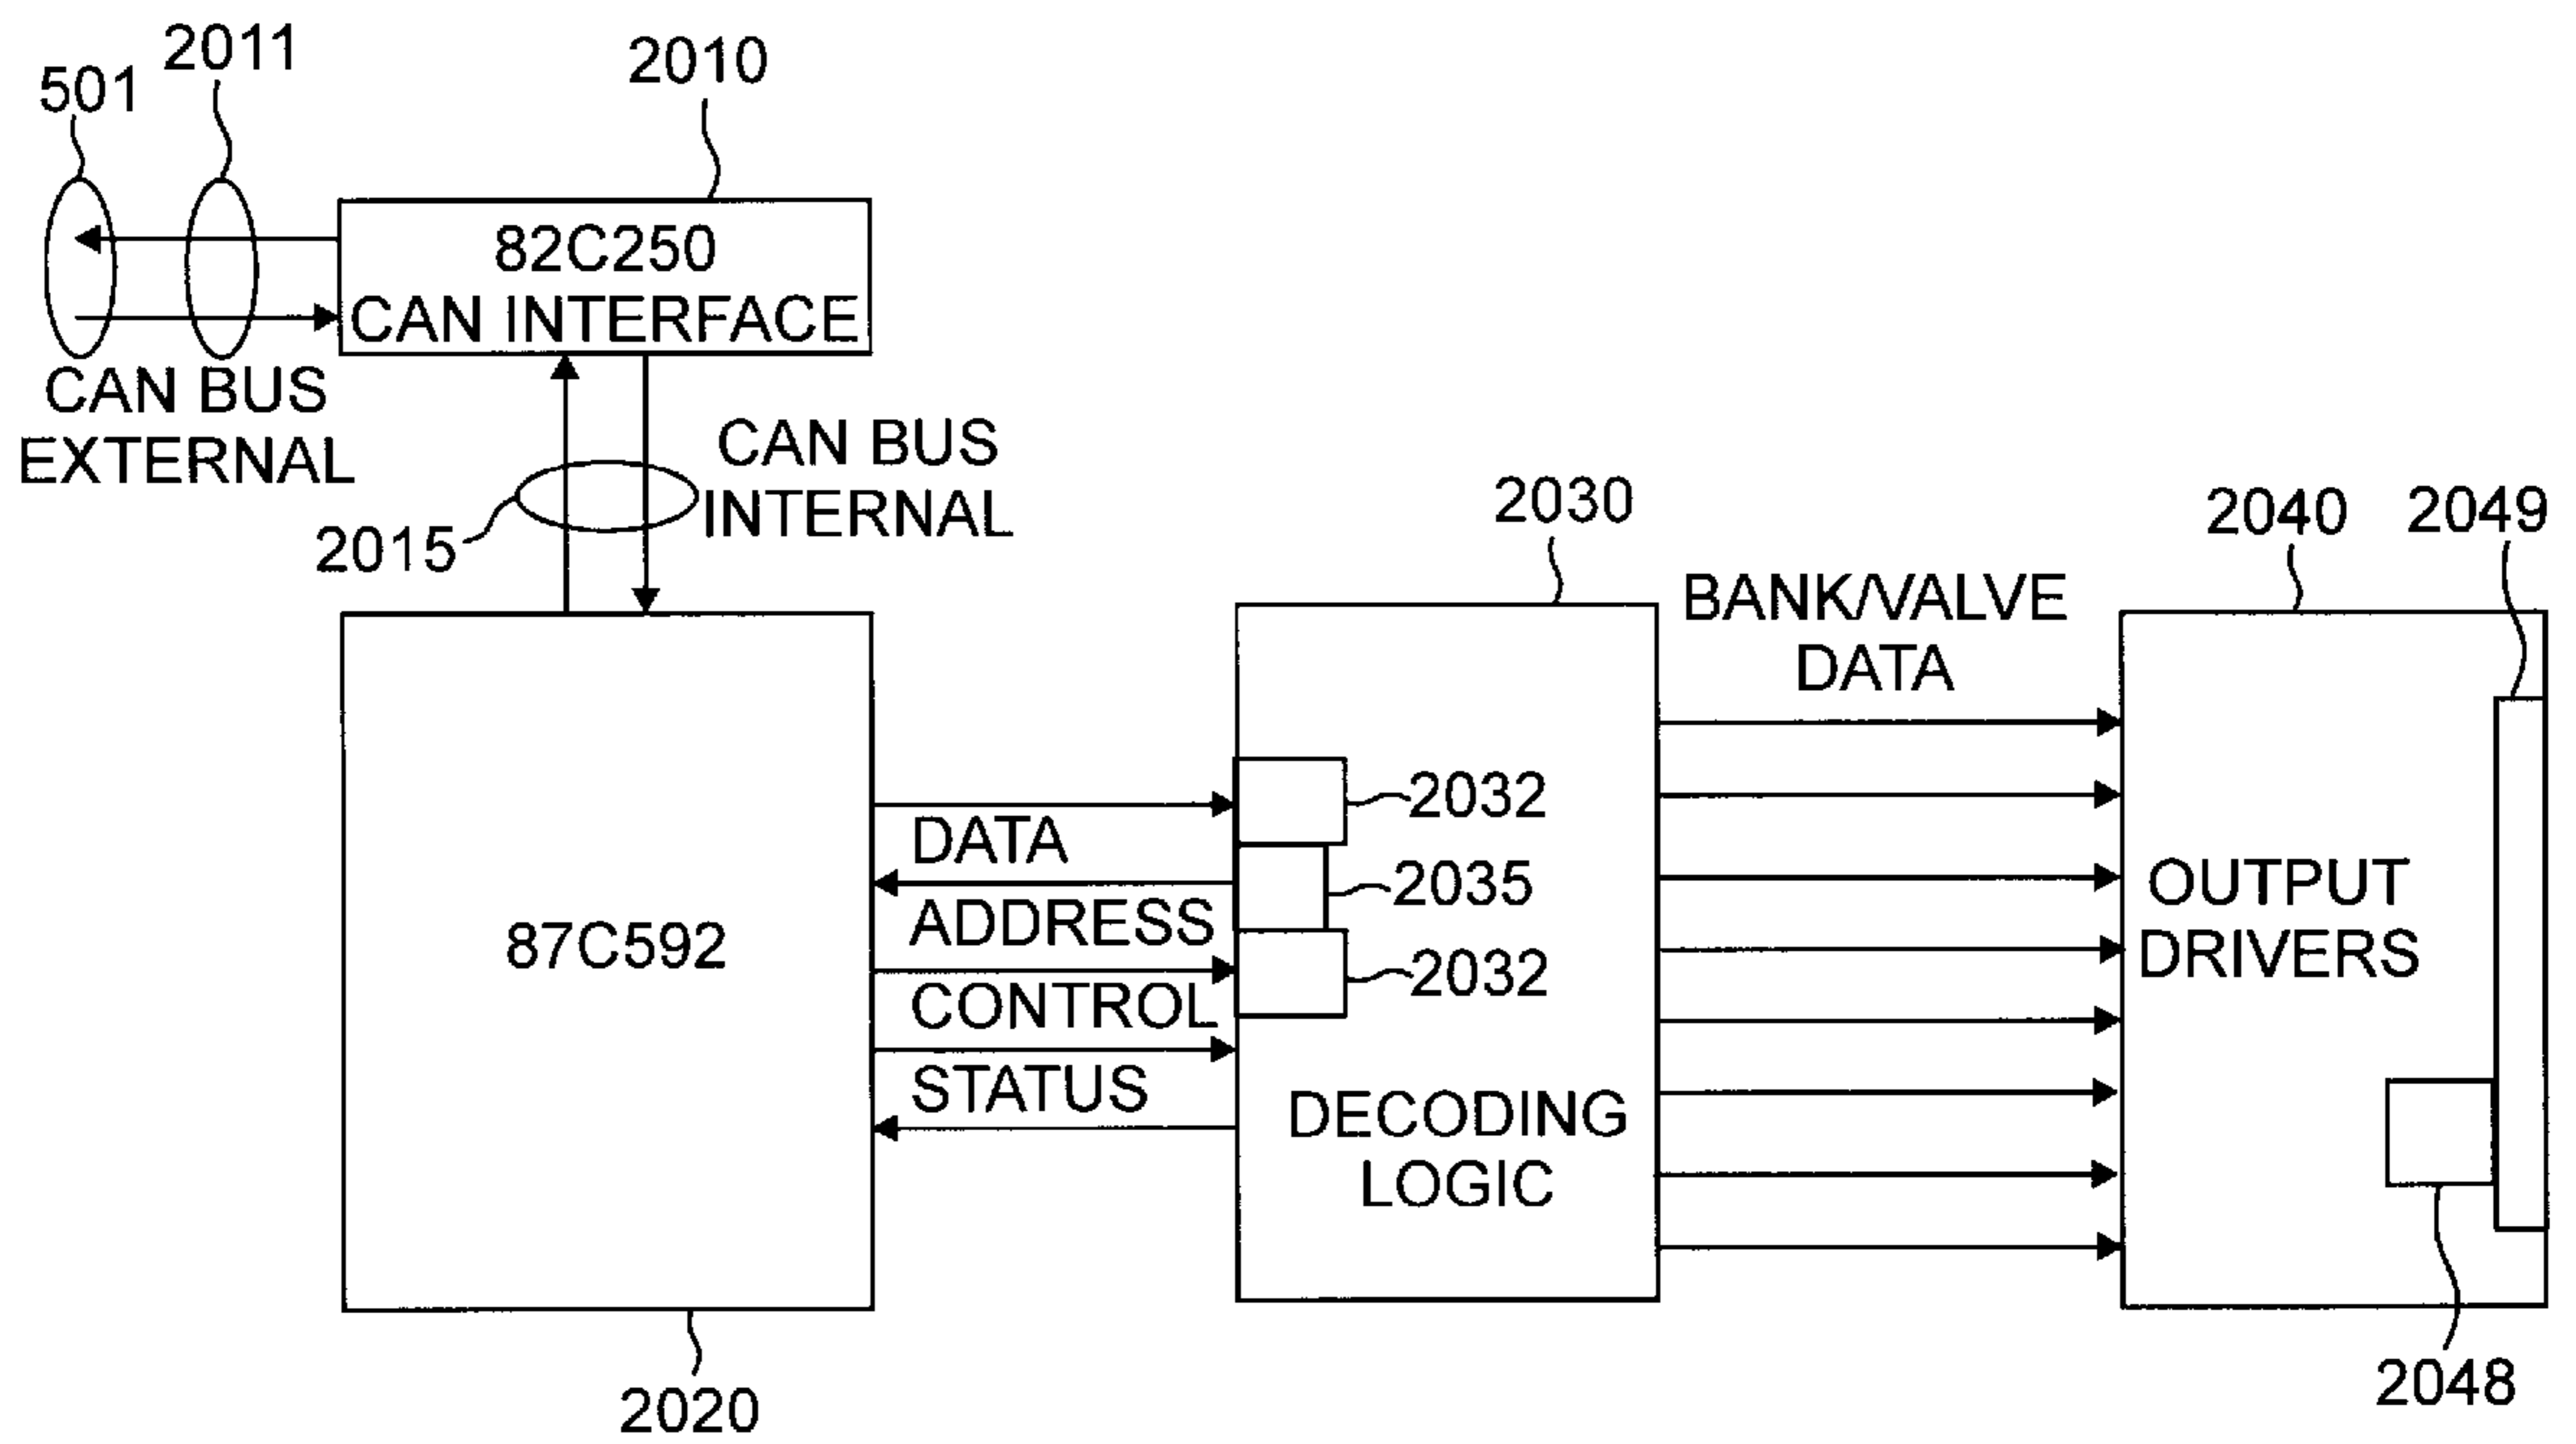 2011
2010
501
82C250
CAN INTERFACE
CAN BUS
EXTERNAL
CAN BUS
INTERNAL
2015
2030
2040
2049
BANK/VALVE
DATA
2032
DATA
2035
ADDRESS
87C592
2032
CONTROL
STATUS
OUTPUT
DRIVERS
DECODING
LOGIC
2048
2020